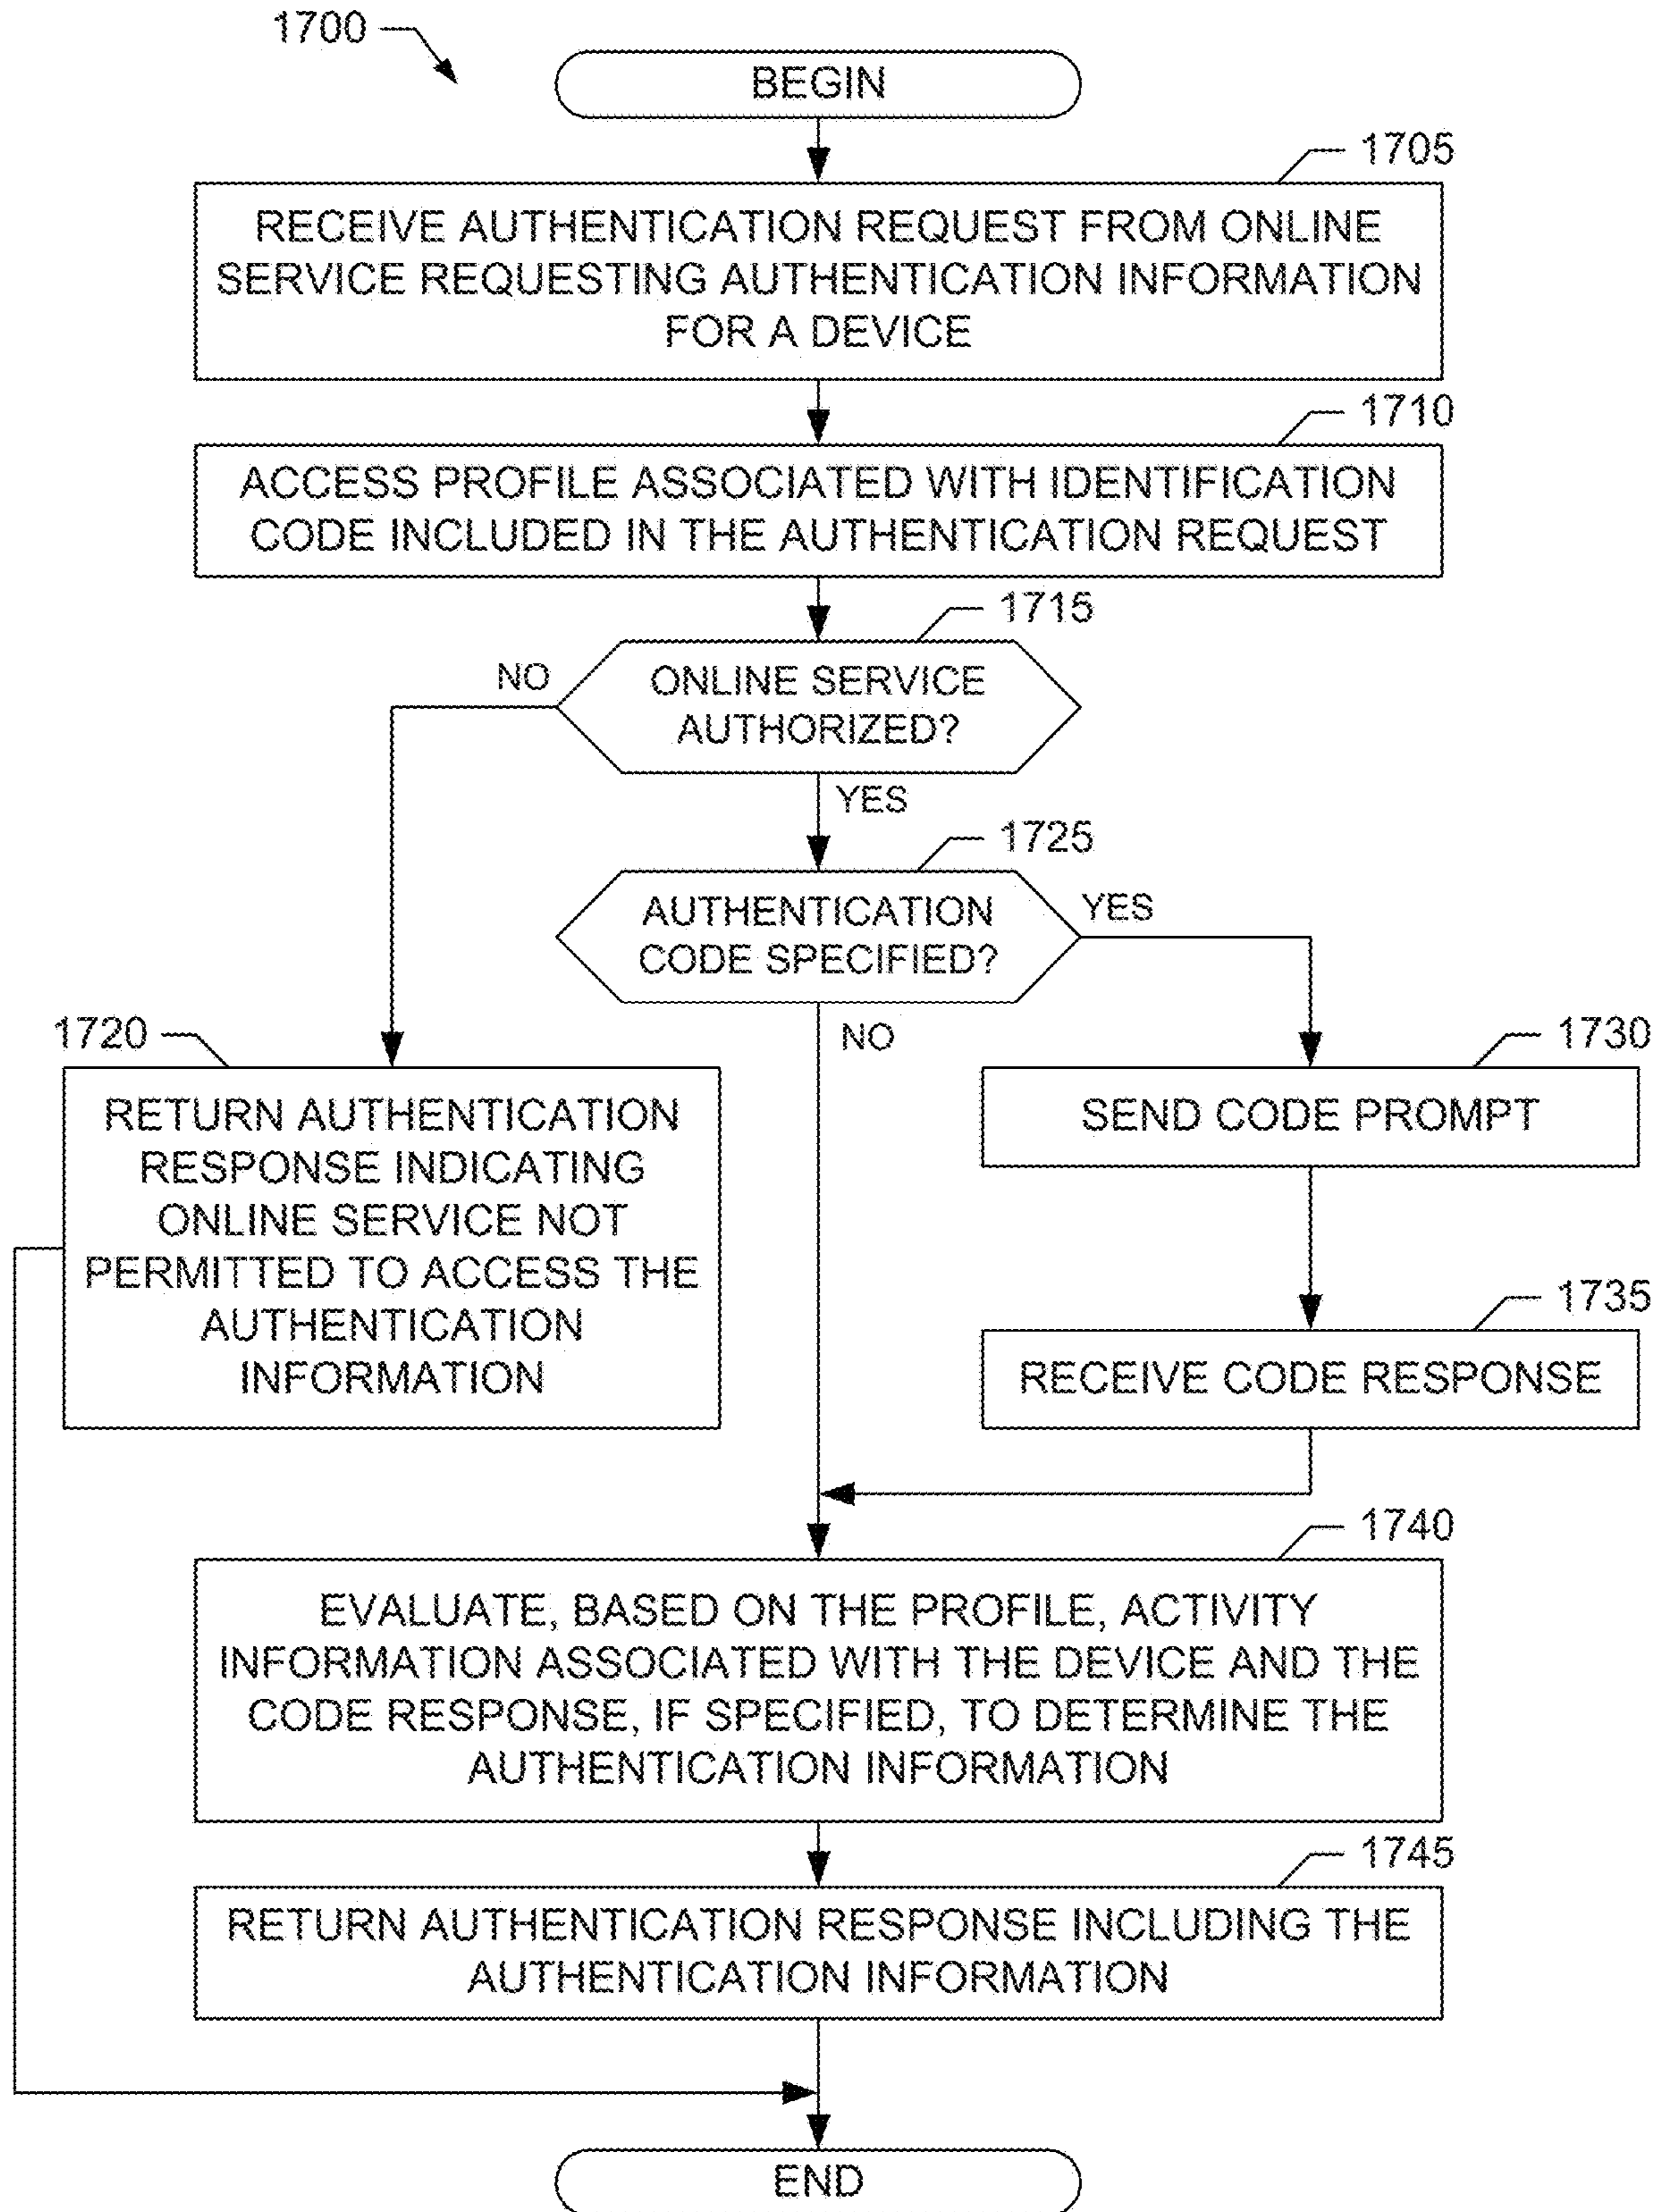 1700
BEGIN
1705
RECEIVE AUTHENTICATION REQUEST FROM ONLINE
SERVICE REQUESTING AUTHENTICATION INFORMATION
FOR A DEVICE
1710
ACCESS PROFILE ASSOCIATED WITH IDENTIFICATION
CODE INCLUDED IN THE AUTHENTICATION REQUEST
1715
NO
ONLINE SERVICE
AUTHORIZED?
YES
1725
AUTHENTICATION
CODE SPECIFIED?
YES
NO
1720
RETURN AUTHENTICATION
RESPONSE INDICATING
ONLINE SERVICE NOT
PERMITTED TO ACCESS THE
AUTHENTICATION
INFORMATION
1730
SEND CODE PROMPT
1735
RECEIVE CODE RESPONSE
1740
EVALUATE, BASED ON THE PROFILE, ACTIVITY
INFORMATION ASSOCIATED WITH THE DEVICE AND THE
CODE RESPONSE, IF SPECIFIED, TO DETERMINE THE
AUTHENTICATION INFORMATION
1745
RETURN AUTHENTICATION RESPONSE INCLUDING THE
AUTHENTICATION INFORMATION
END